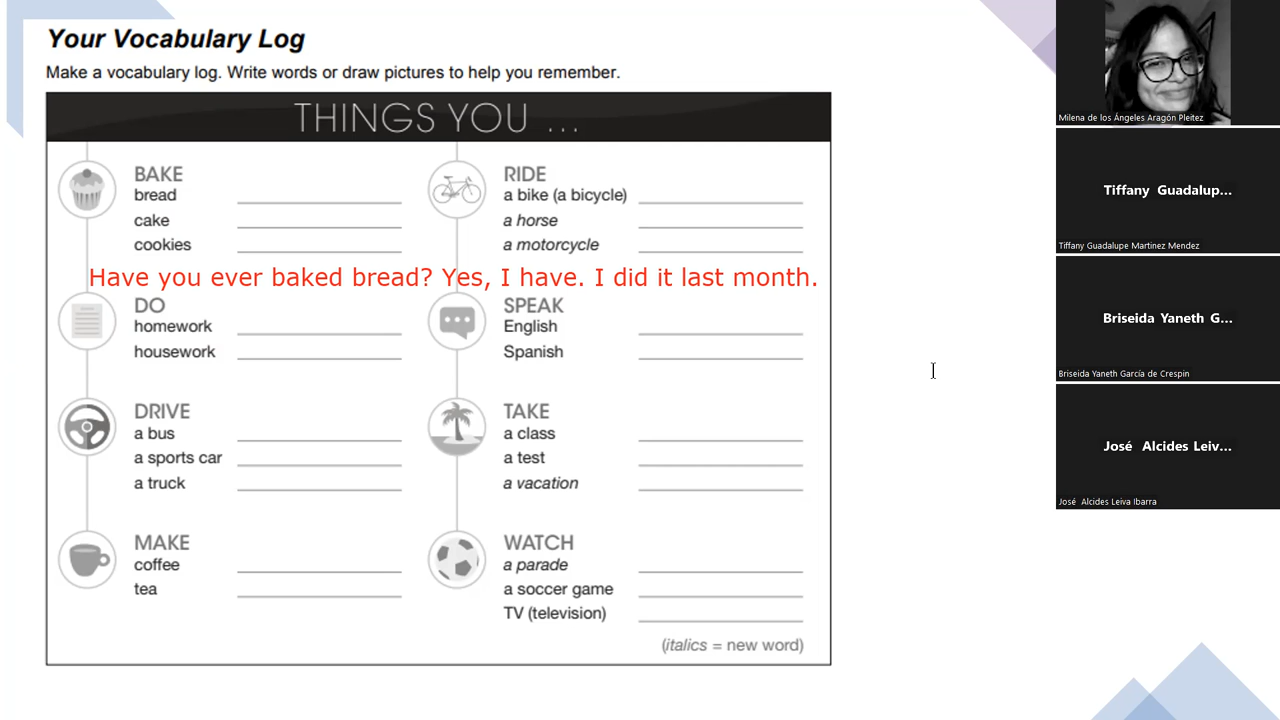 Your Vocabulary Log
Make a vocabulary log. Write words or draw pictures to help you remember.
THINGS YOU ...
BAKE
bread
cake
cookies
RIDE
a bike (a bicycle)
a horse
a motorcycle
Have you ever baked bread? Yes, I have. I did it last month.
DO
homework
housework
SPEAK
English
Spanish
DRIVE
a bus
a sports car
a truck
TAKE
a class
a test
a vacation
MAKE
coffee
tea
WATCH
a parade
a soccer game
TV (television)
(italics = new word)
Milena de los Ángeles Aragón Pleitez
Tiffany Guadalup...
Tiffany Guadalupe Martinez Mendez
Briseida Yaneth G...
Briseida Yaneth García de Crespin
José Alcides Leiv...
José Alcides Leiva Ibarra